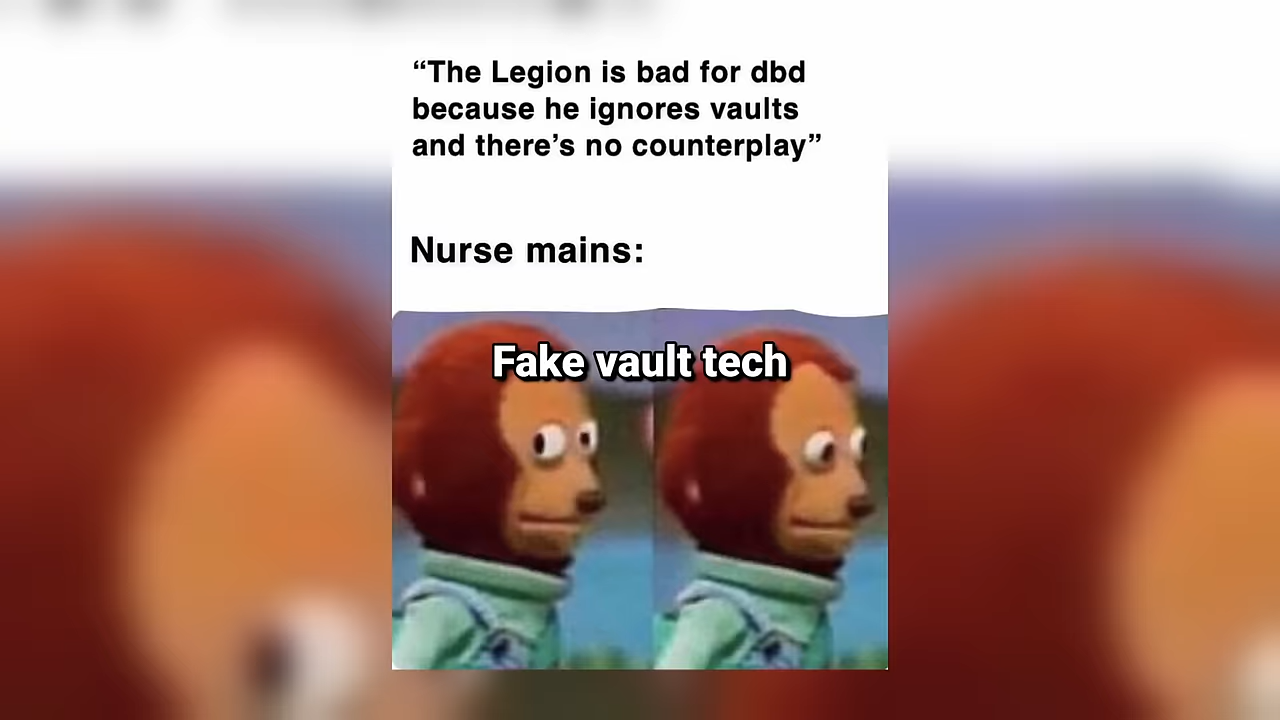 “The Legion is bad for dbd
because he ignores vaults
and there’s no counterplay”
Nurse mains:
Fake vault tech